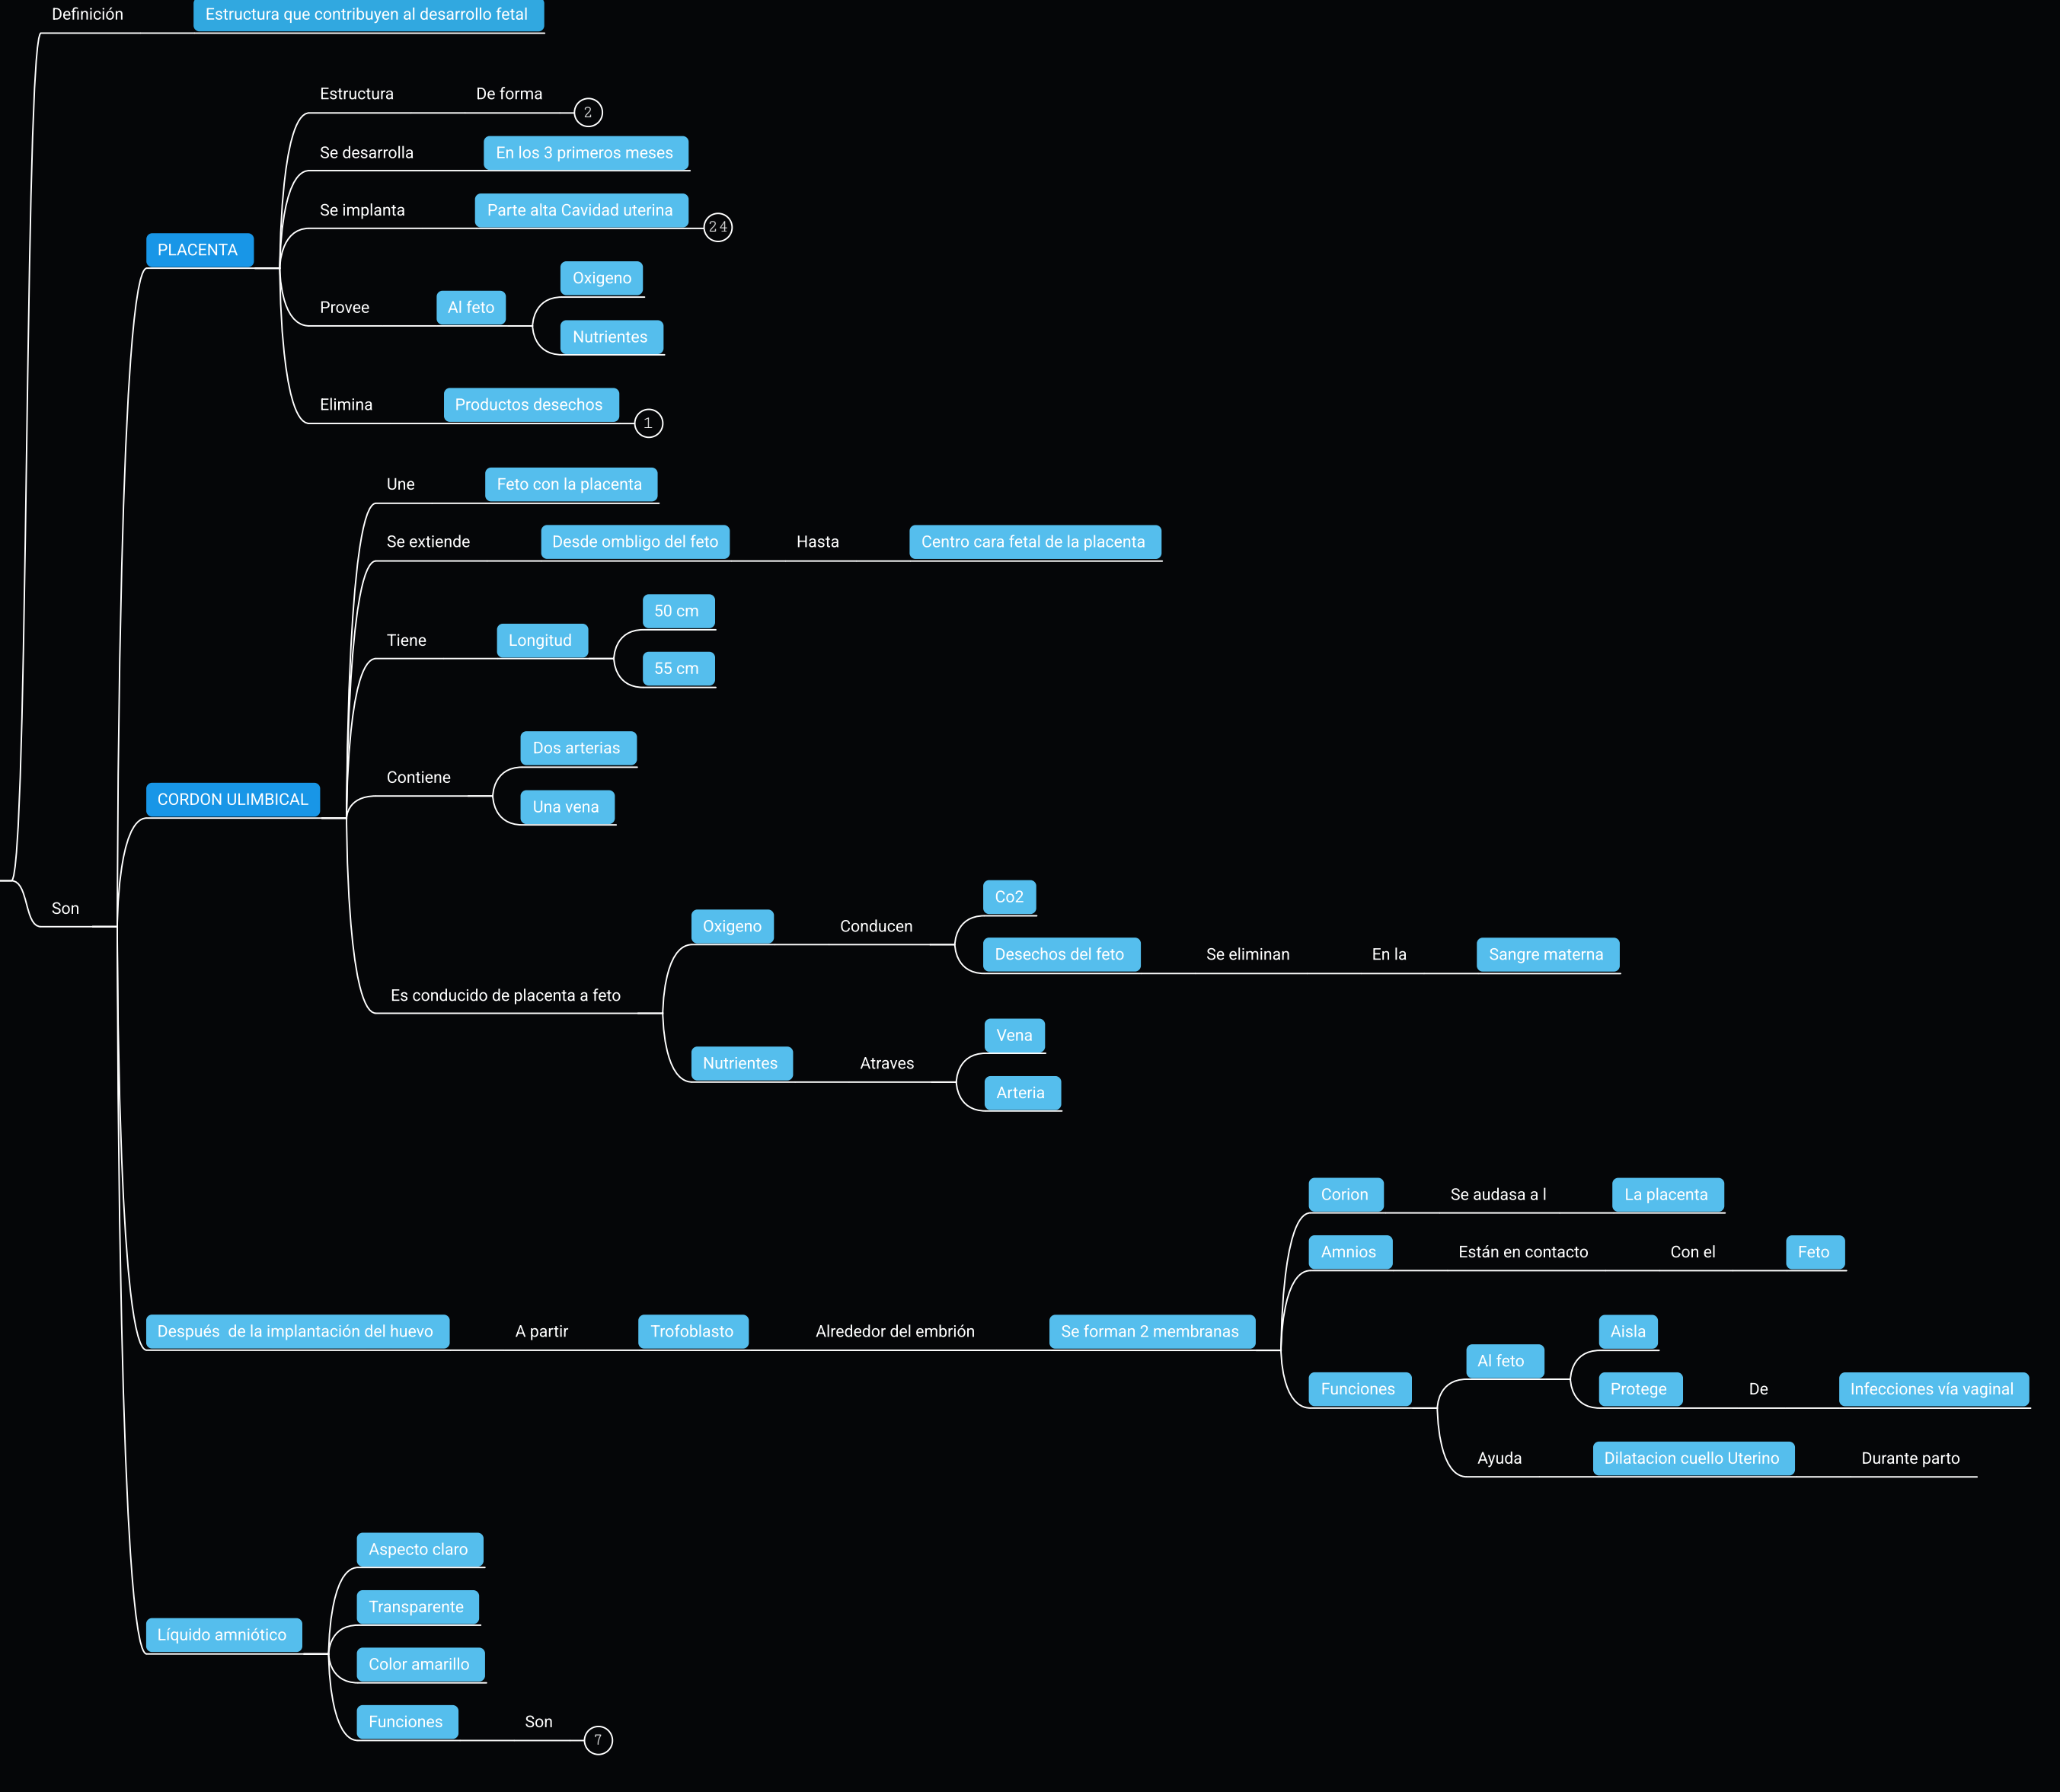 Definición
Estructura que contribuyen al desarrollo fetal
Estructura
De forma
2
Se desarrolla
En los 3 primeros meses
Se implanta
Parte alta Cavidad uterina
24
PLACENTA
Provee
Al feto
Oxigeno
Nutrientes
Elimina
Productos desechos
1
Une
Feto con la placenta
Se extiende
Desde ombligo del feto
Hasta
Centro cara fetal de la placenta
Tiene
Longitud
50 cm
55 cm
Contiene
Dos arterias
Una vena
CORDON ULIMBICAL
Son
Es conducido de placenta a feto
Oxigeno
Conducen
Co2
Desechos del feto
Se eliminan
En la
Sangre materna
Nutrientes
Atraves
Vena
Arteria
Después  de la implantación del huevo
A partir
Trofoblasto
Alrededor del embrión
Se forman 2 membranas
Corion
Se audasa a l
La placenta
Amnios
Están en contacto
Con el
Feto
Funciones
Al feto
Aisla
Protege
De
Infecciones vía vaginal
Ayuda
Dilatacion cuello Uterino
Durante parto
Líquido amniótico
Aspecto claro
Transparente
Color amarillo
Funciones
Son
7